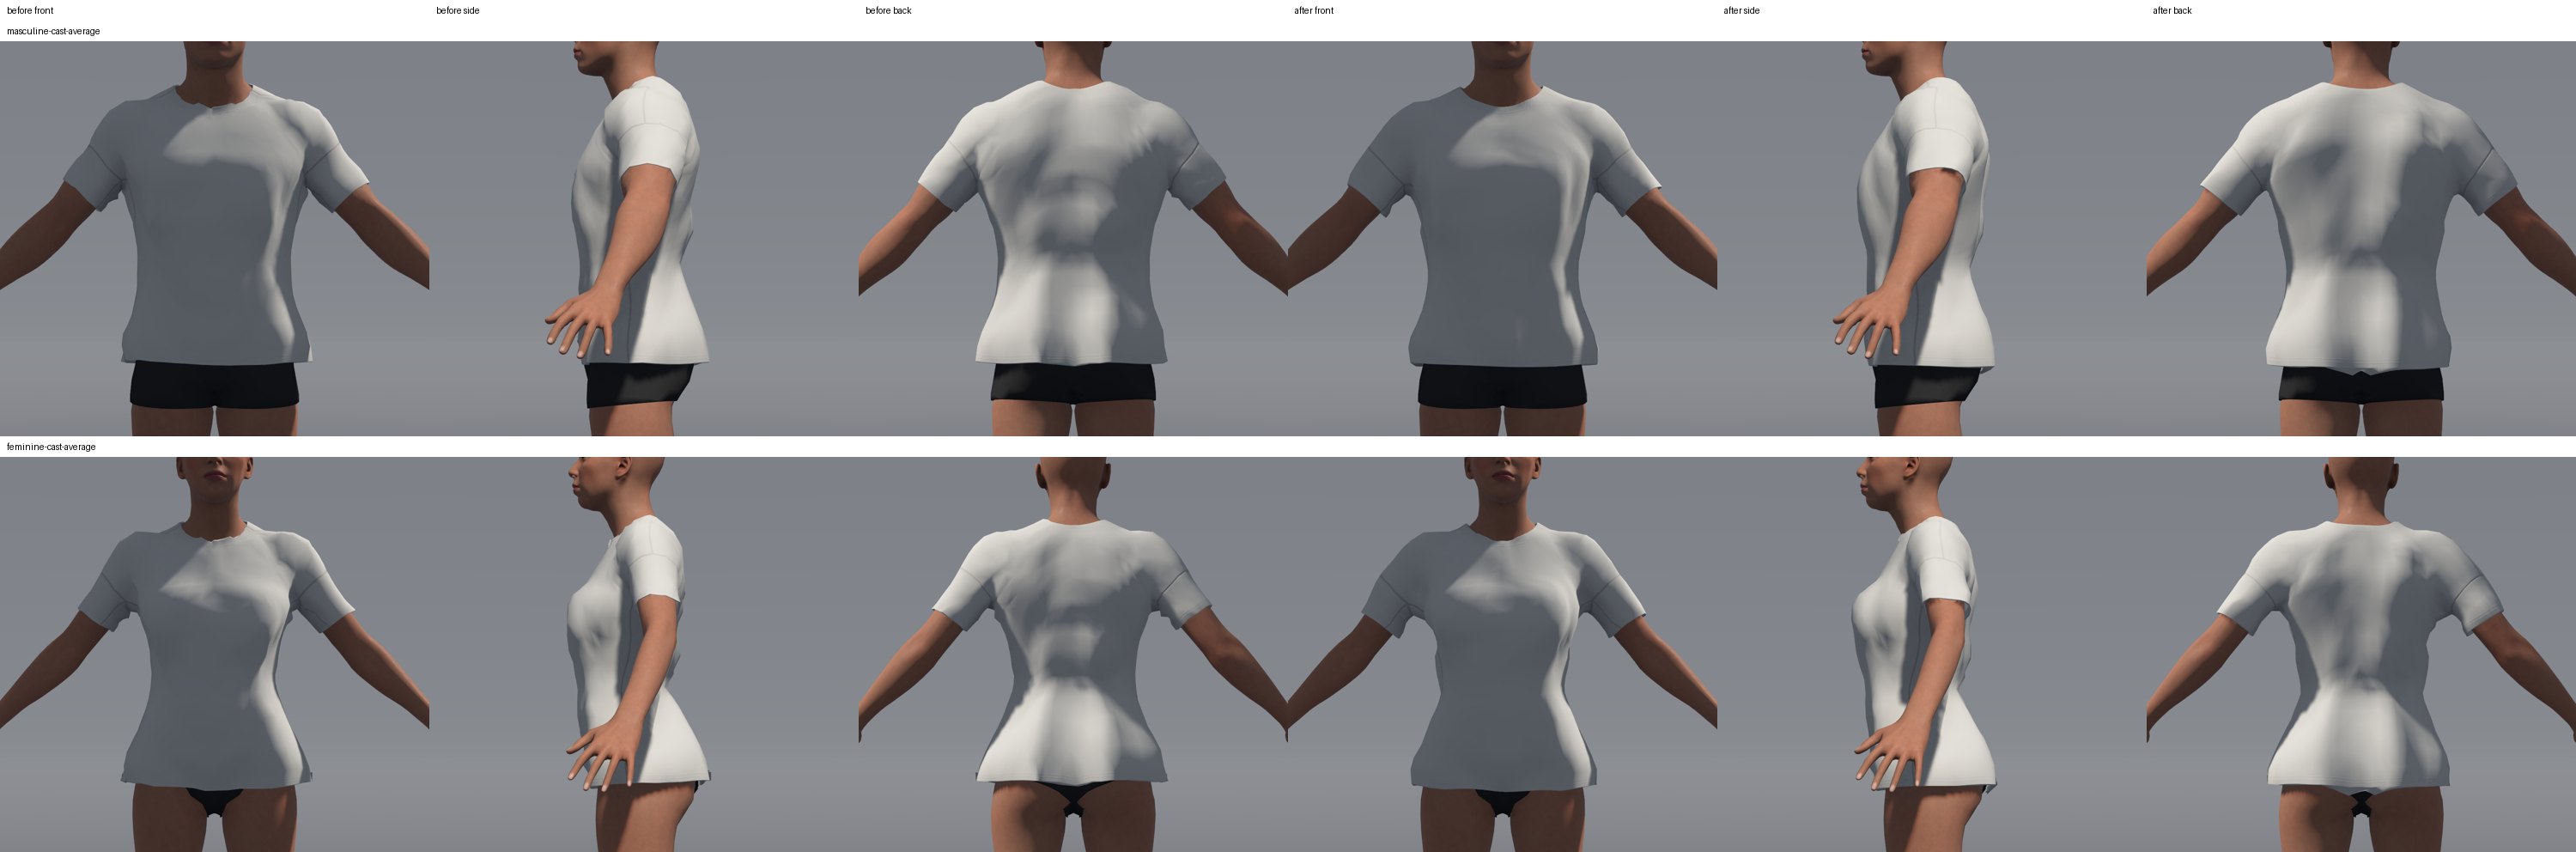 before front before side before back after front after side after back
masculine-cast-average
feminine-cast-average